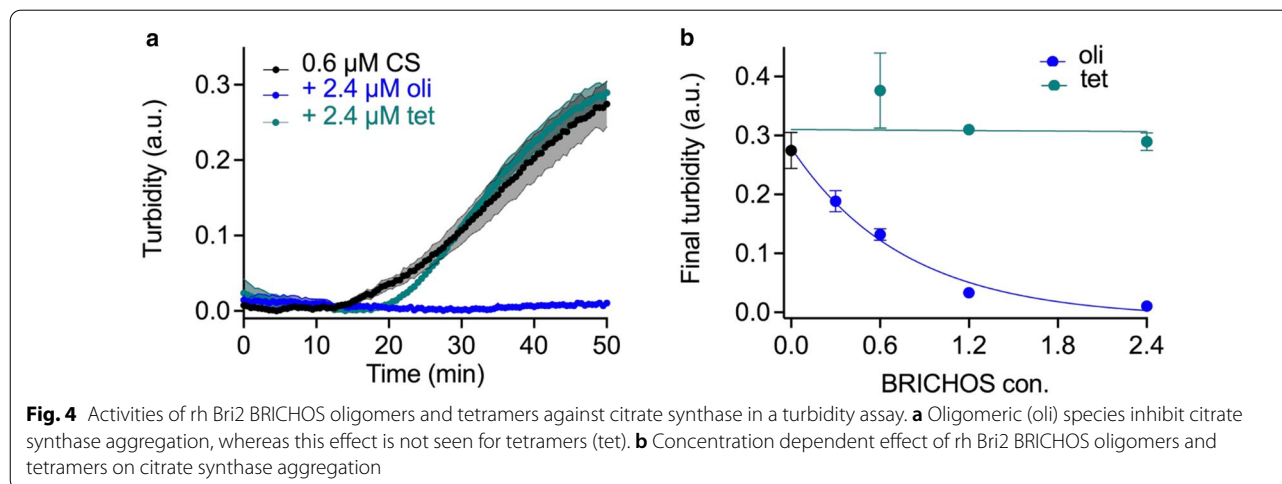 a
0.6 µM CS
+ 2.4 µM oli
+ 2.4 µM tet
Turbidity (a.u.)
0.3
0.2
0.1
0.0
0 10 20 30 40 50
Time (min)
b
oli
tet
Final turbidity (a.u.)
0.4
0.3
0.2
0.1
0.0
0.0 0.6 1.2 1.8 2.4
BRICHOS con.
Fig. 4 Activities of rh Bri2 BRICHOS oligomers and tetramers against citrate synthase in a turbidity assay. a Oligomeric (oli) species inhibit citrate
synthase aggregation, whereas this effect is not seen for tetramers (tet). b Concentration dependent effect of rh Bri2 BRICHOS oligomers and
tetramers on citrate synthase aggregation